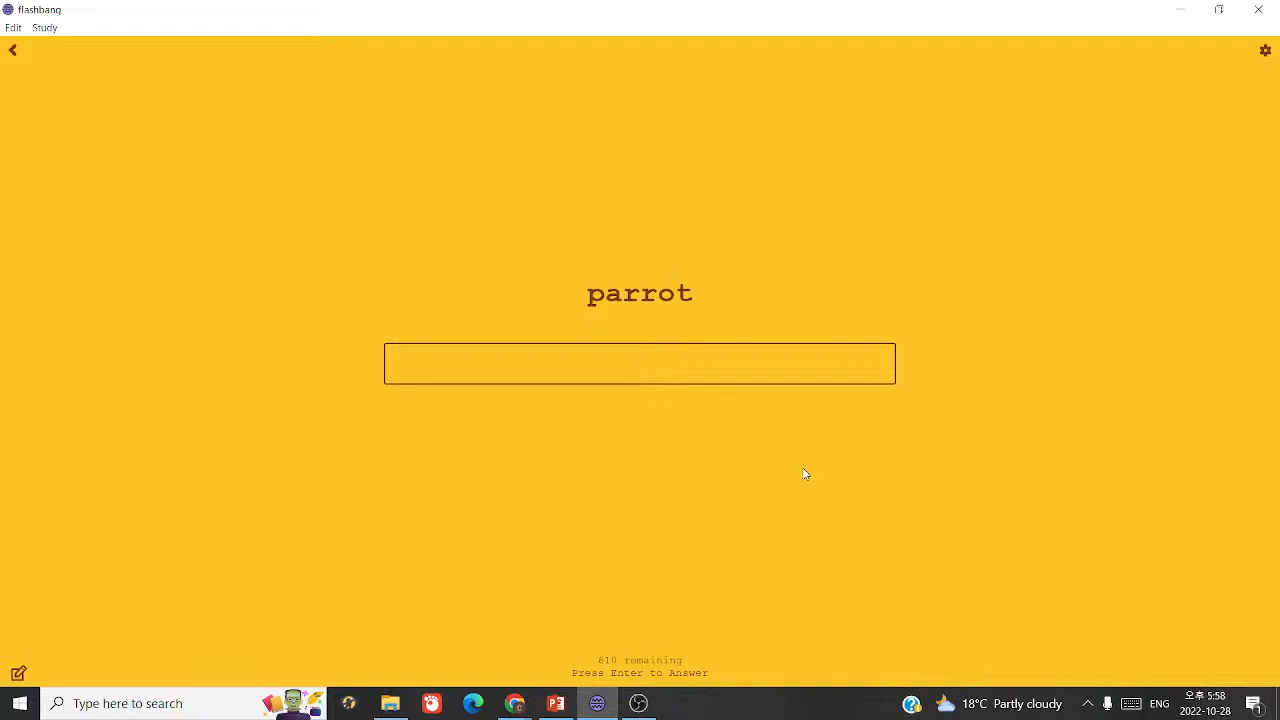 flashbang
Edit Study
parrot
610 remaining
Press Enter to Answer
Type here to search
18°C Partly cloudy
ENG
오후 5:58
2022-10-28
1